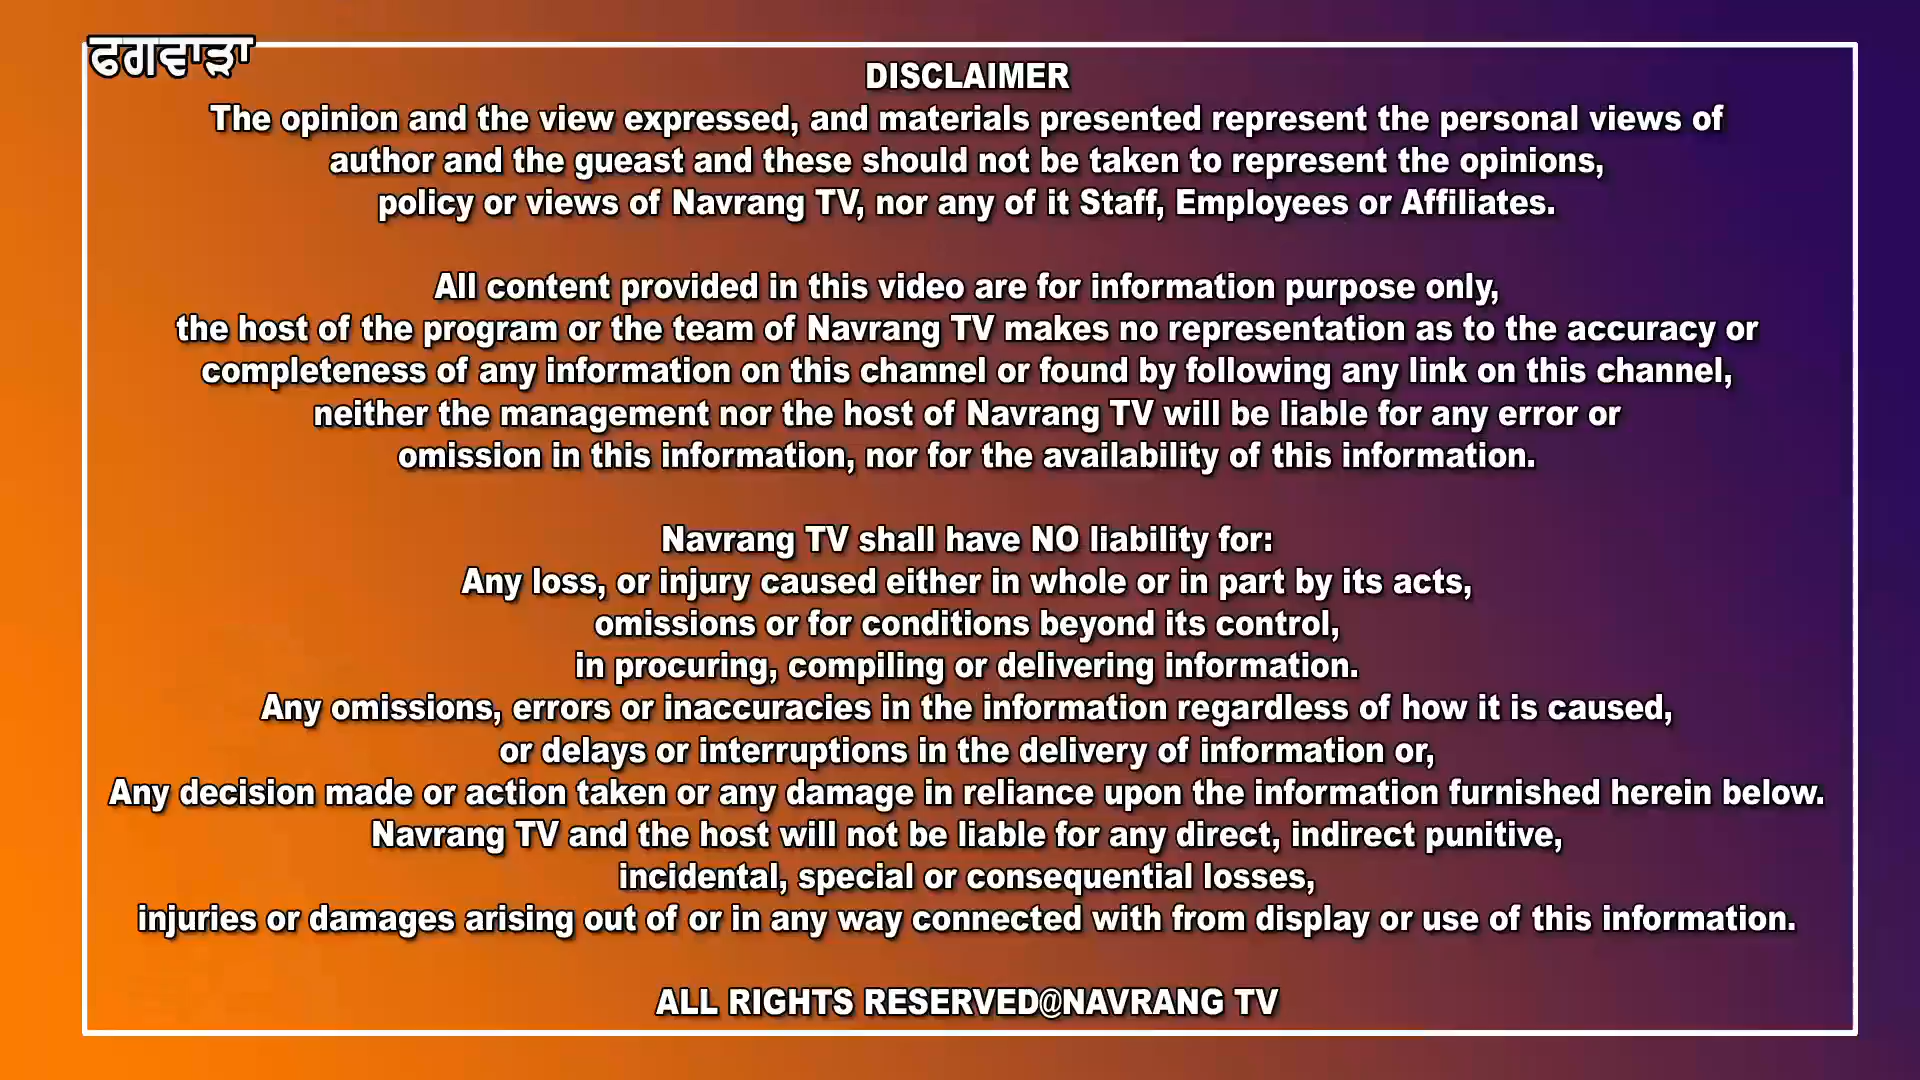 ਫਗਵਾੜਾ
DISCLAIMER
The opinion and the view expressed, and materials presented represent the personal views of
author and the gueast and these should not be taken to represent the opinions,
policy or views of Navrang TV, nor any of it Staff, Employees or Affiliates.
All content provided in this video are for information purpose only,
the host of the program or the team of Navrang TV makes no representation as to the accuracy or
completeness of any information on this channel or found by following any link on this channel,
neither the management nor the host of Navrang TV will be liable for any error or
omission in this information, nor for the availability of this information.
Navrang TV shall have NO liability for:
Any loss, or injury caused either in whole or in part by its acts,
omissions or for conditions beyond its control,
in procuring, compiling or delivering information.
Any omissions, errors or inaccuracies in the information regardless of how it is caused,
or delays or interruptions in the delivery of information or,
Any decision made or action taken or any damage in reliance upon the information furnished herein below.
Navrang TV and the host will not be liable for any direct, indirect punitive,
incidental, special or consequential losses,
injuries or damages arising out of or in any way connected with from display or use of this information.
ALL RIGHTS RESERVED@NAVRANG TV